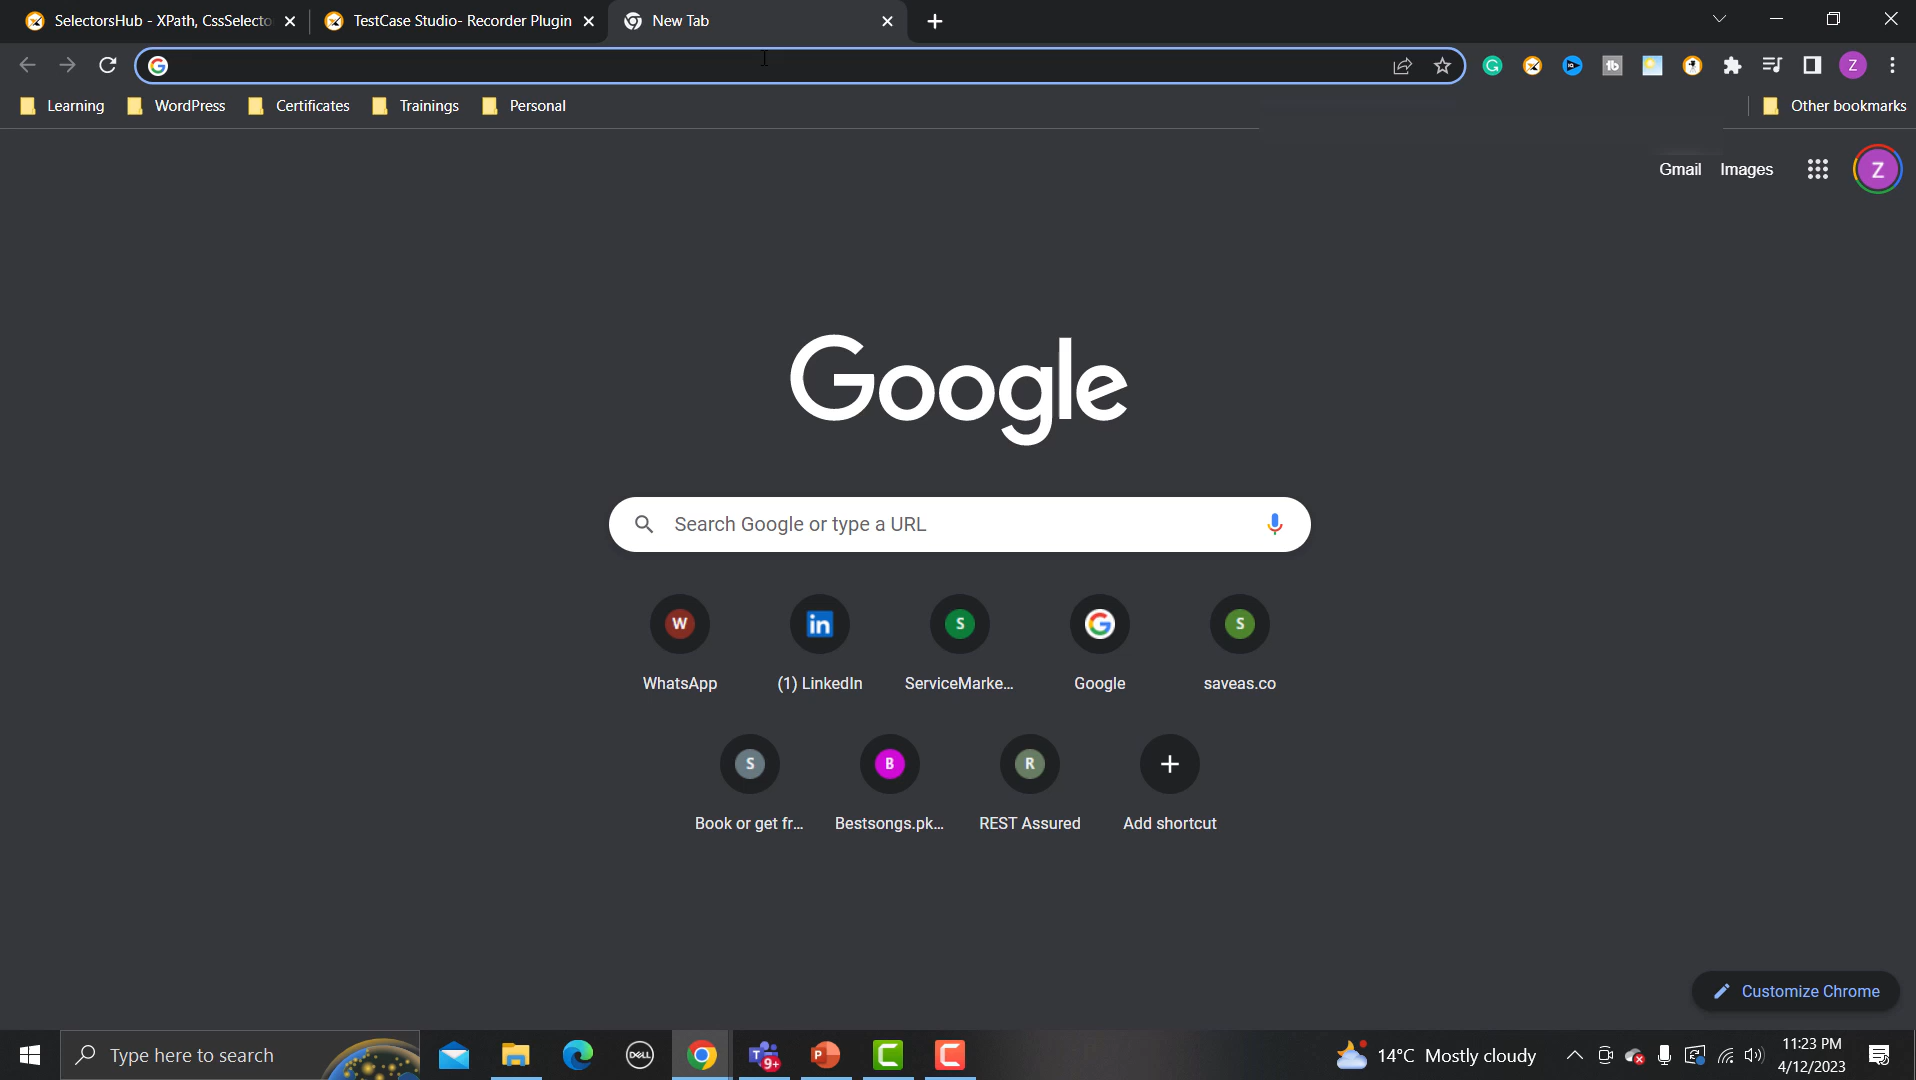 SelectorsHub - XPath, CssSelecto
TestCase Studio- Recorder Plugin
New Tab
Learning
WordPress
Certificates
Trainings
Personal
Other bookmarks
Gmail
Images
Z
Google
Search Google or type a URL
W
in
S
G
S
WhatsApp
(1) LinkedIn
ServiceMarke...
Google
saveas.co
S
B
R
Book or get fr...
Bestsongs.pk...
REST Assured
Add shortcut
Customize Chrome
Type here to search
DELL
9+
14°C Mostly cloudy
11:23 PM
4/12/2023